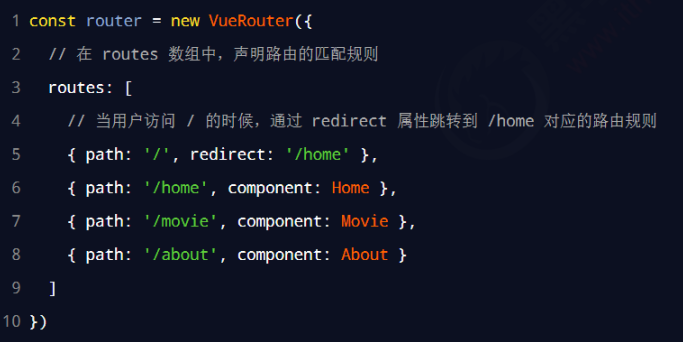 1 const router = new VueRouter({
2 // 在 routes 数组中，声明路由的匹配规则
3 routes: [
4 // 当用户访问 / 的时候，通过 redirect 属性跳转到 /home 对应的路由规则
5 { path: '/', redirect: '/home' },
6 { path: '/home', component: Home },
7 { path: '/movie', component: Movie },
8 { path: '/about', component: About }
9 ]
10 })